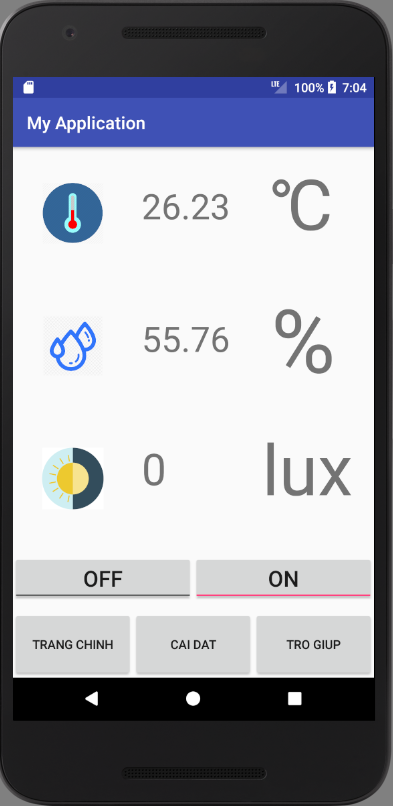 LTE 100% 7:04
My Application
26.23 °C
55.76 %
0 lux
OFF ON
TRANG CHINH CAI DAT TRO GIUP